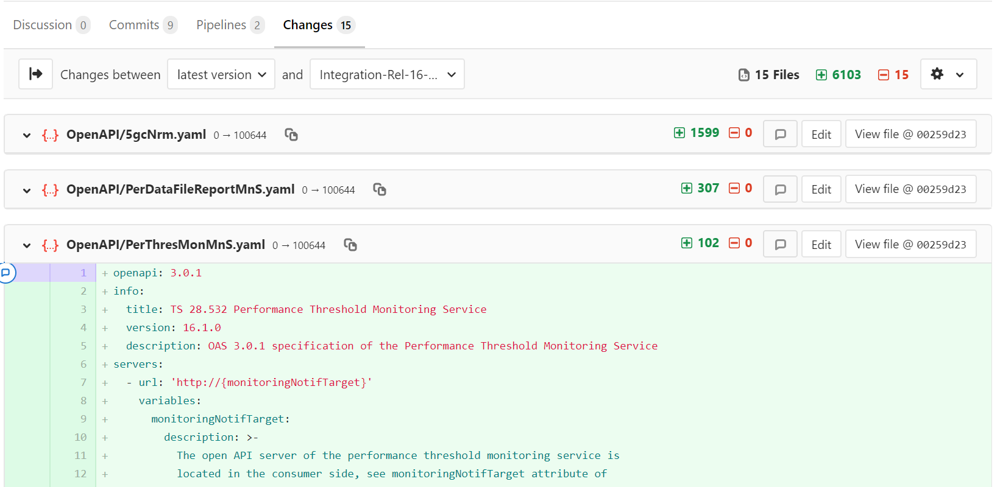 Discussion 0 Commits 9 Pipelines 2 Changes 15
Changes between latest version and Integration-Rel-16-... 15 Files 6103 15
{..} OpenAPI/5gcNrm.yaml 0 → 100644 1599 0 Edit View file @ 00259d23
{..} OpenAPI/PerDataFileReportMnS.yaml 0 → 100644 307 0 Edit View file @ 00259d23
{..} OpenAPI/PerThresMonMnS.yaml 0 → 100644 102 0 Edit View file @ 00259d23
1 + openapi: 3.0.1
2 + info:
3 +   title: TS 28.532 Performance Threshold Monitoring Service
4 +   version: 16.1.0
5 +   description: OAS 3.0.1 specification of the Performance Threshold Monitoring Service
6 + servers:
7 +   - url: 'http://{monitoringNotifTarget}'
8 +     variables:
9 +       monitoringNotifTarget:
10 +         description: >-
11 +           The open API server of the performance threshold monitoring service is
12 +           located in the consumer side, see monitoringNotifTarget attribute of